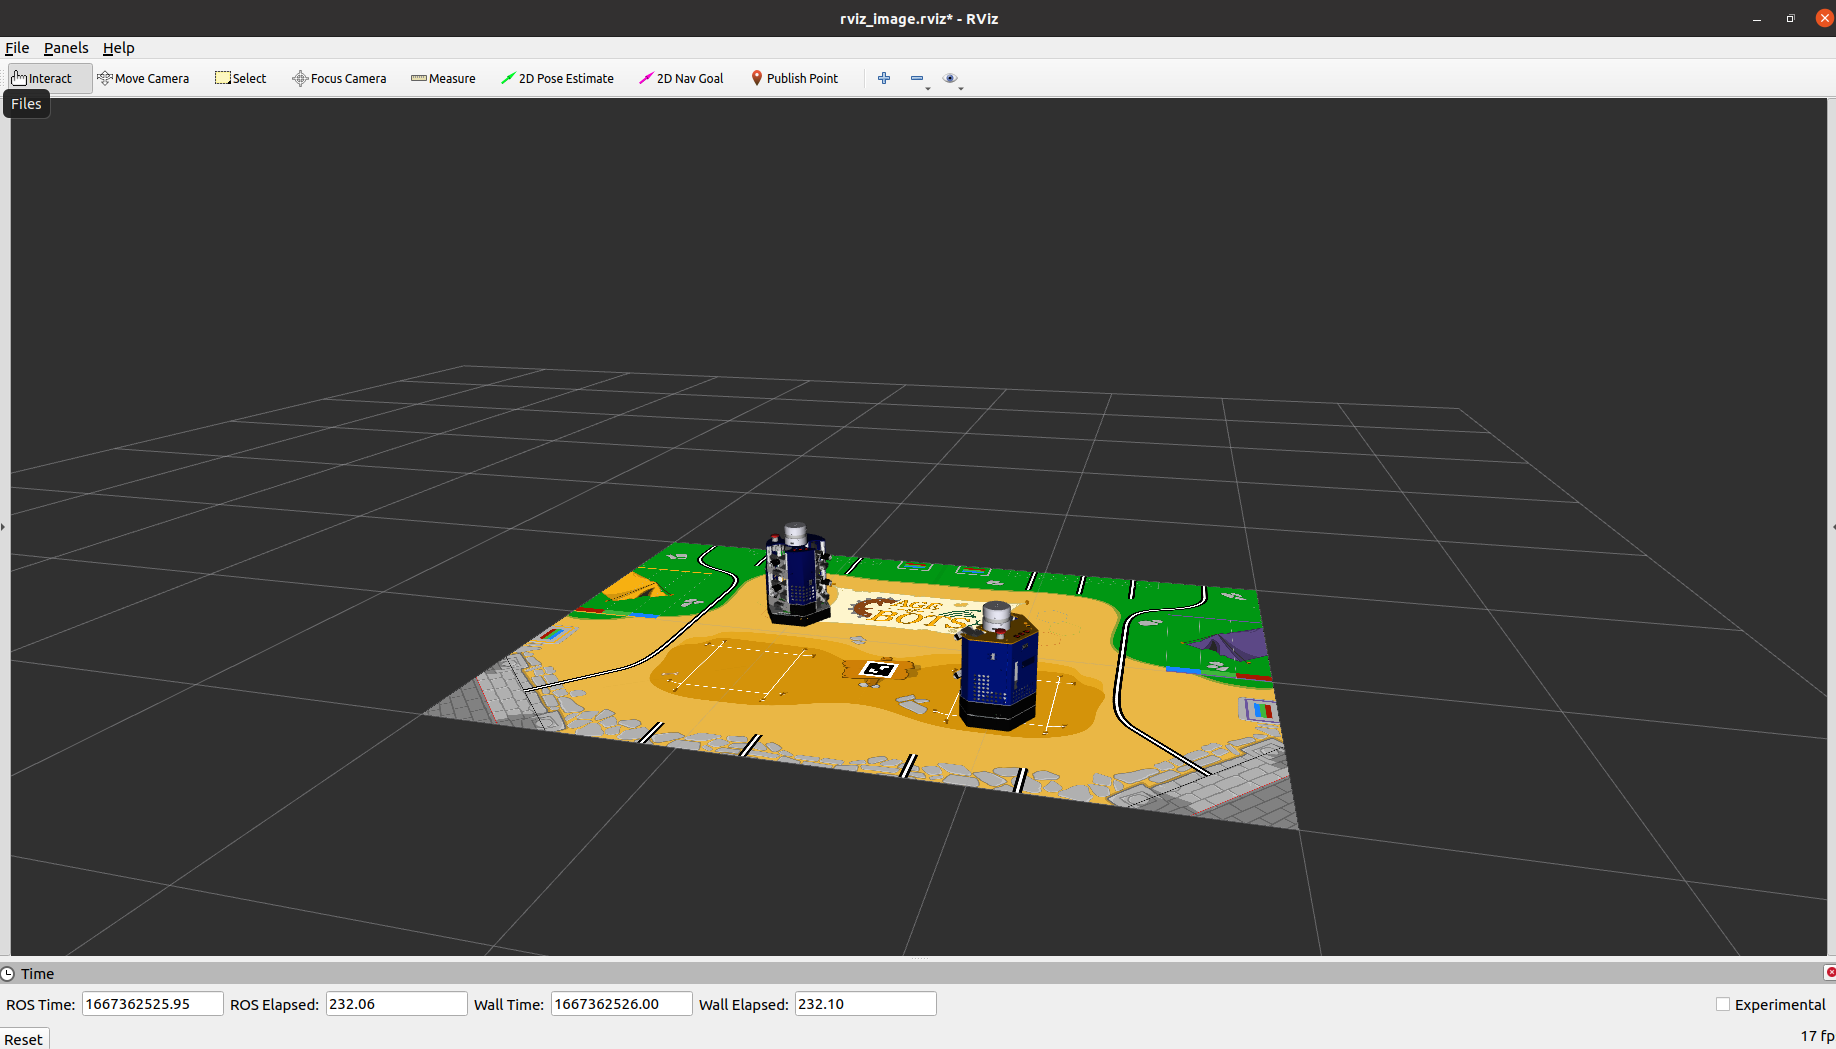 rviz_image.rviz* - RViz
File Panels Help
Interact Move Camera Select Focus Camera Measure 2D Pose Estimate 2D Nav Goal Publish Point
Files
AGE
BOTS
1
Time
ROS Time: 1667362525.95 ROS Elapsed: 232.06 Wall Time: 1667362526.00 Wall Elapsed: 232.10 Experimental
Reset 17 fp